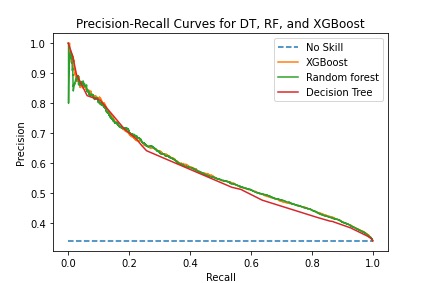 Precision-Recall Curves for DT, RF, and XGBoost
No Skill
XGBoost
Random forest
Decision Tree
Precision
1.0
0.9
0.8
0.7
0.6
0.5
0.4
0.0 0.2 0.4 0.6 0.8 1.0
Recall